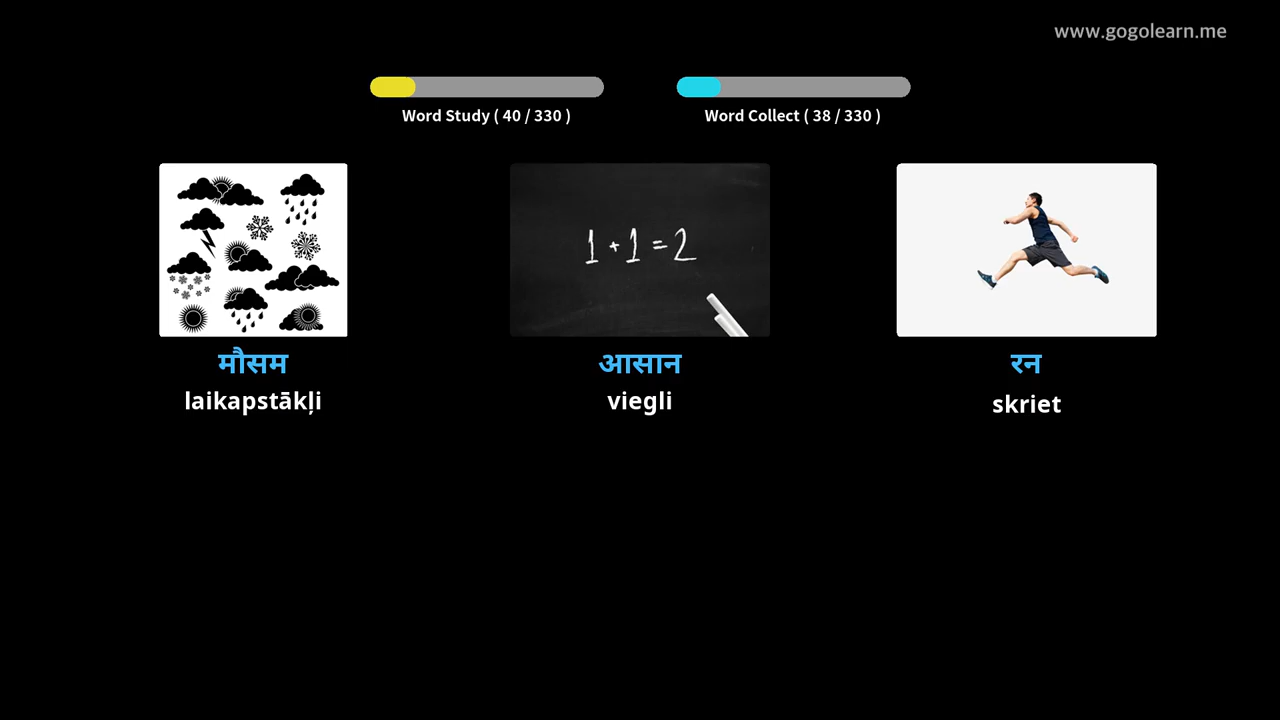 www.gogolearn.me
Word Study ( 40 / 330 )
Word Collect ( 38 / 330 )
1 + 1 = 2
मौसम
laikapstākļi
आसान
viegli
रन
skriet